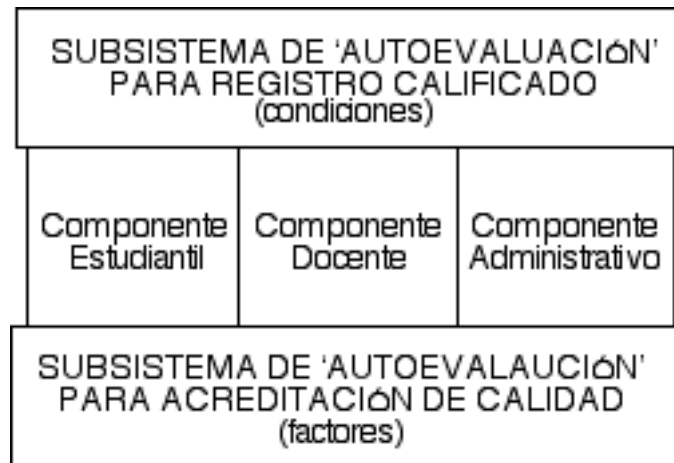 SUBSISTEMA DE ‘AUTOEVALUACIÓN’
PARA REGISTRO CALIFICADO
(condiciones)
Componente
Estudiantil
Componente
Docente
Componente
Administrativo
SUBSISTEMA DE ‘AUTOEVALAUCIÓN’
PARA ACREDITACIÓN DE CALIDAD
(factores)